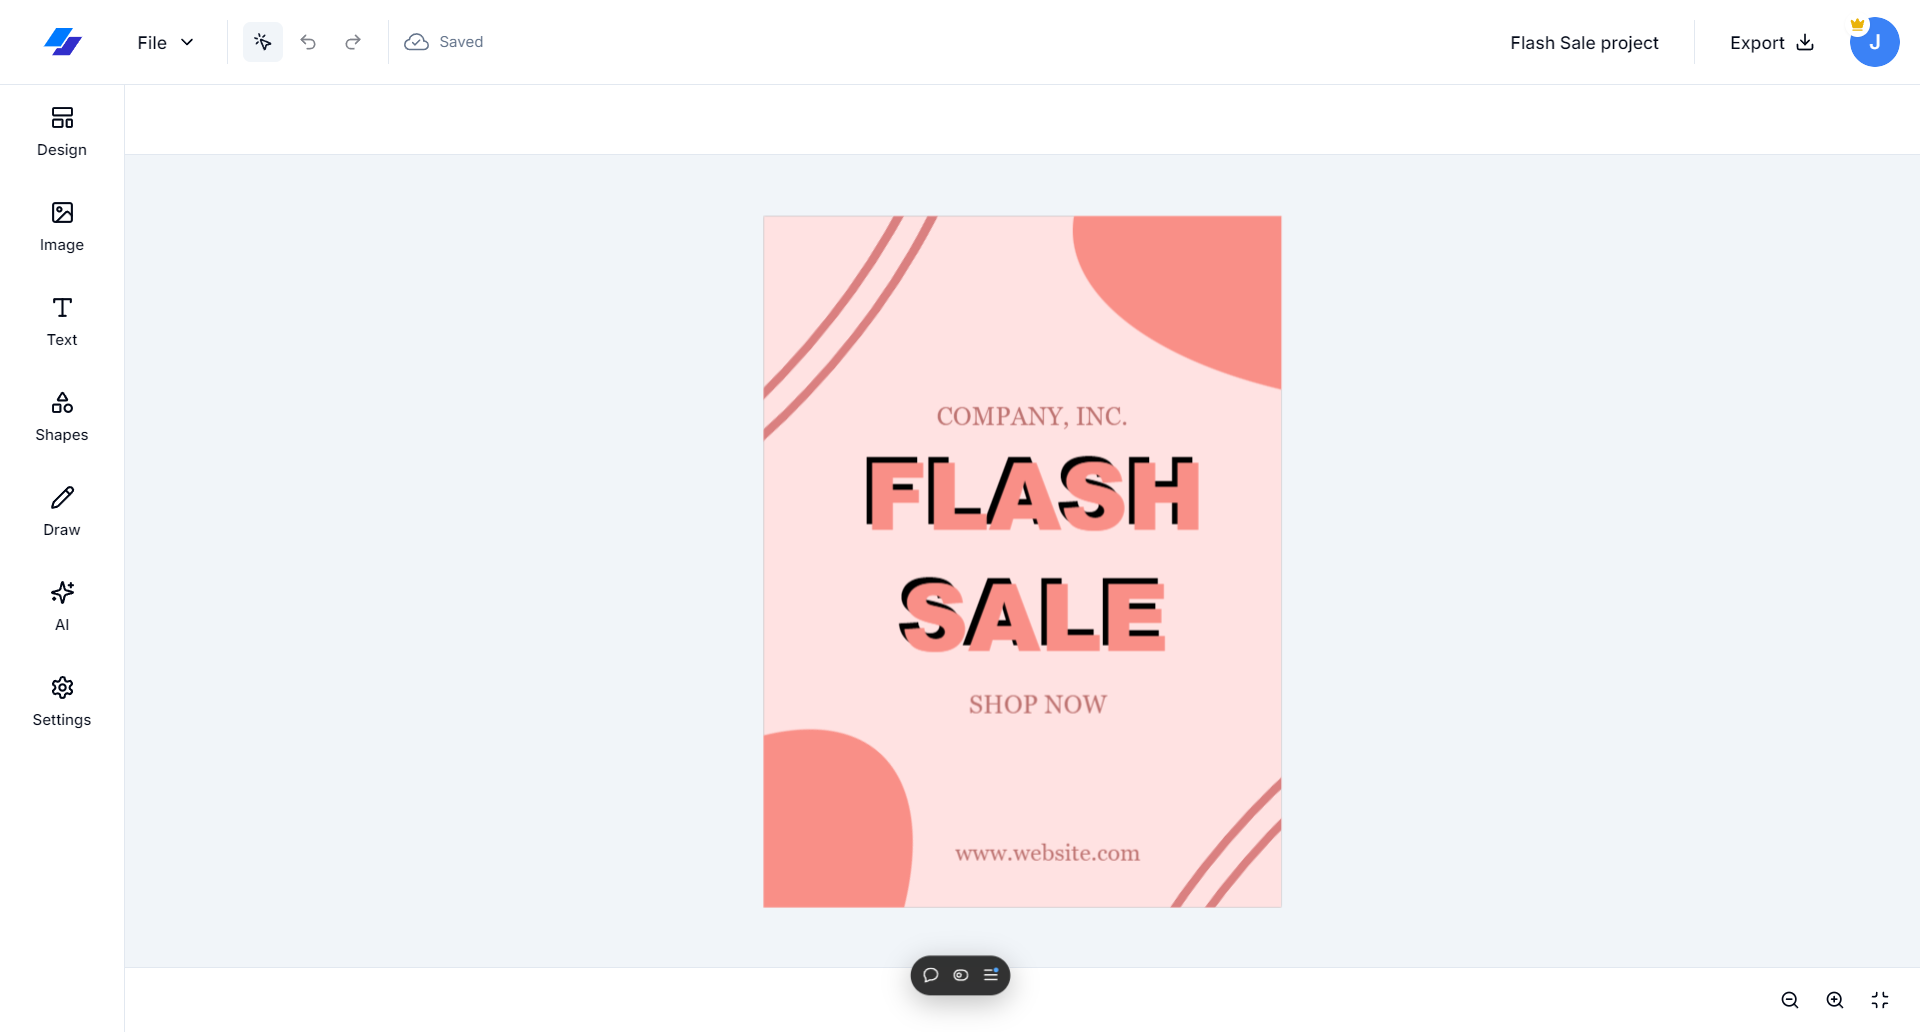 File
Saved
Flash Sale project
Export
J
Design
Image
Text
Shapes
Draw
AI
Settings
COMPANY, INC.
FLASH
SALE
SHOP NOW
www.website.com